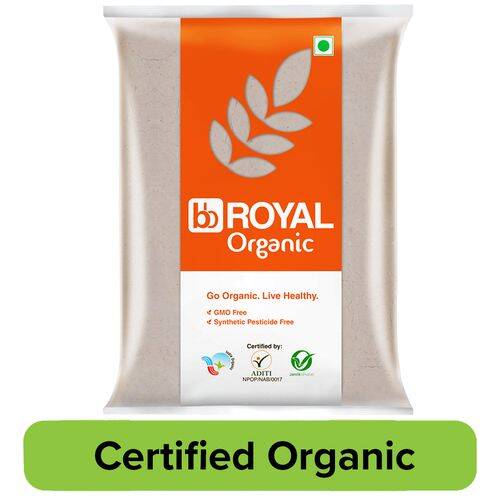 bb ROYAL
Organic
Go Organic. Live Healthy.
GMO Free
Synthetic Pesticide Free
Certified by:
ADITI
NPOP/NAB/0017
Certified Organic